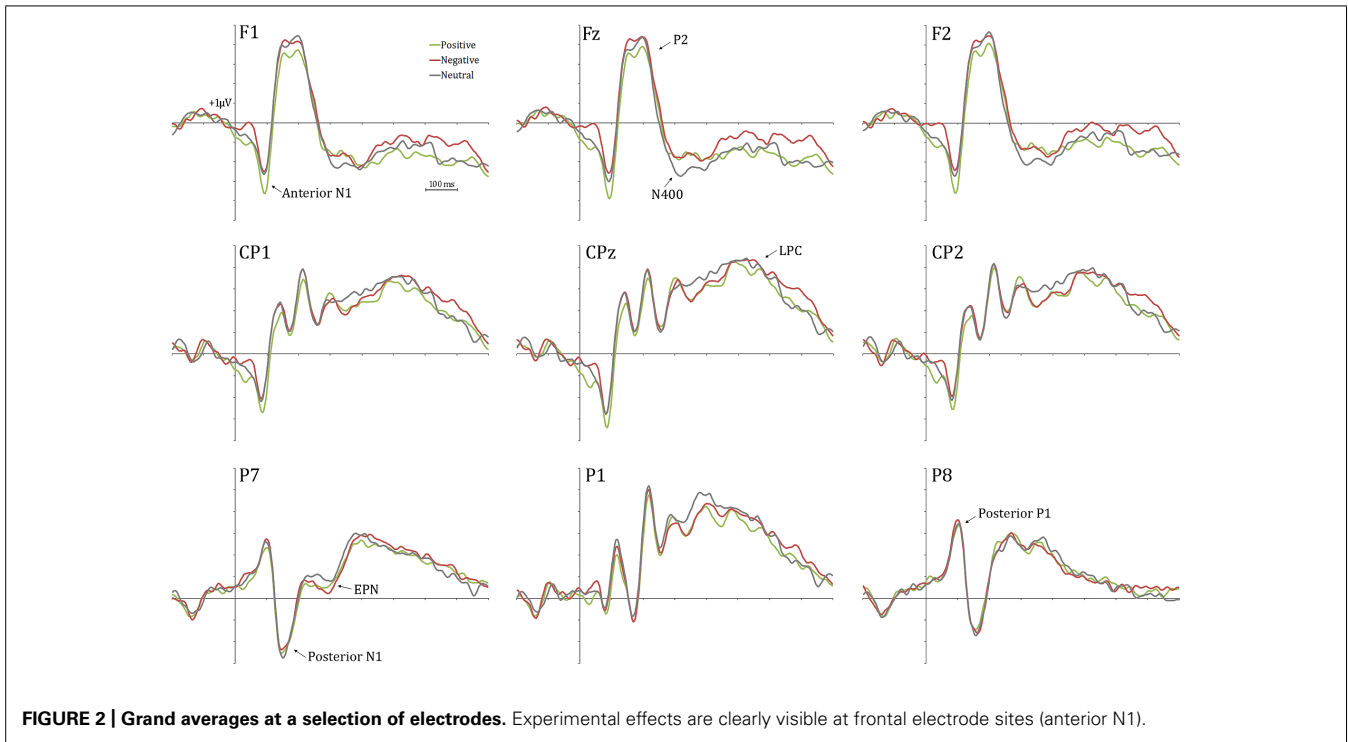 F1
Positive
Negative
Neutral
+1µV
Anterior N1
100 ms
Fz
P2
N400
F2
CP1
CPz
LPC
CP2
P7
EPN
Posterior N1
P1
P8
Posterior P1
FIGURE 2 | Grand averages at a selection of electrodes. Experimental effects are clearly visible at frontal electrode sites (anterior N1).